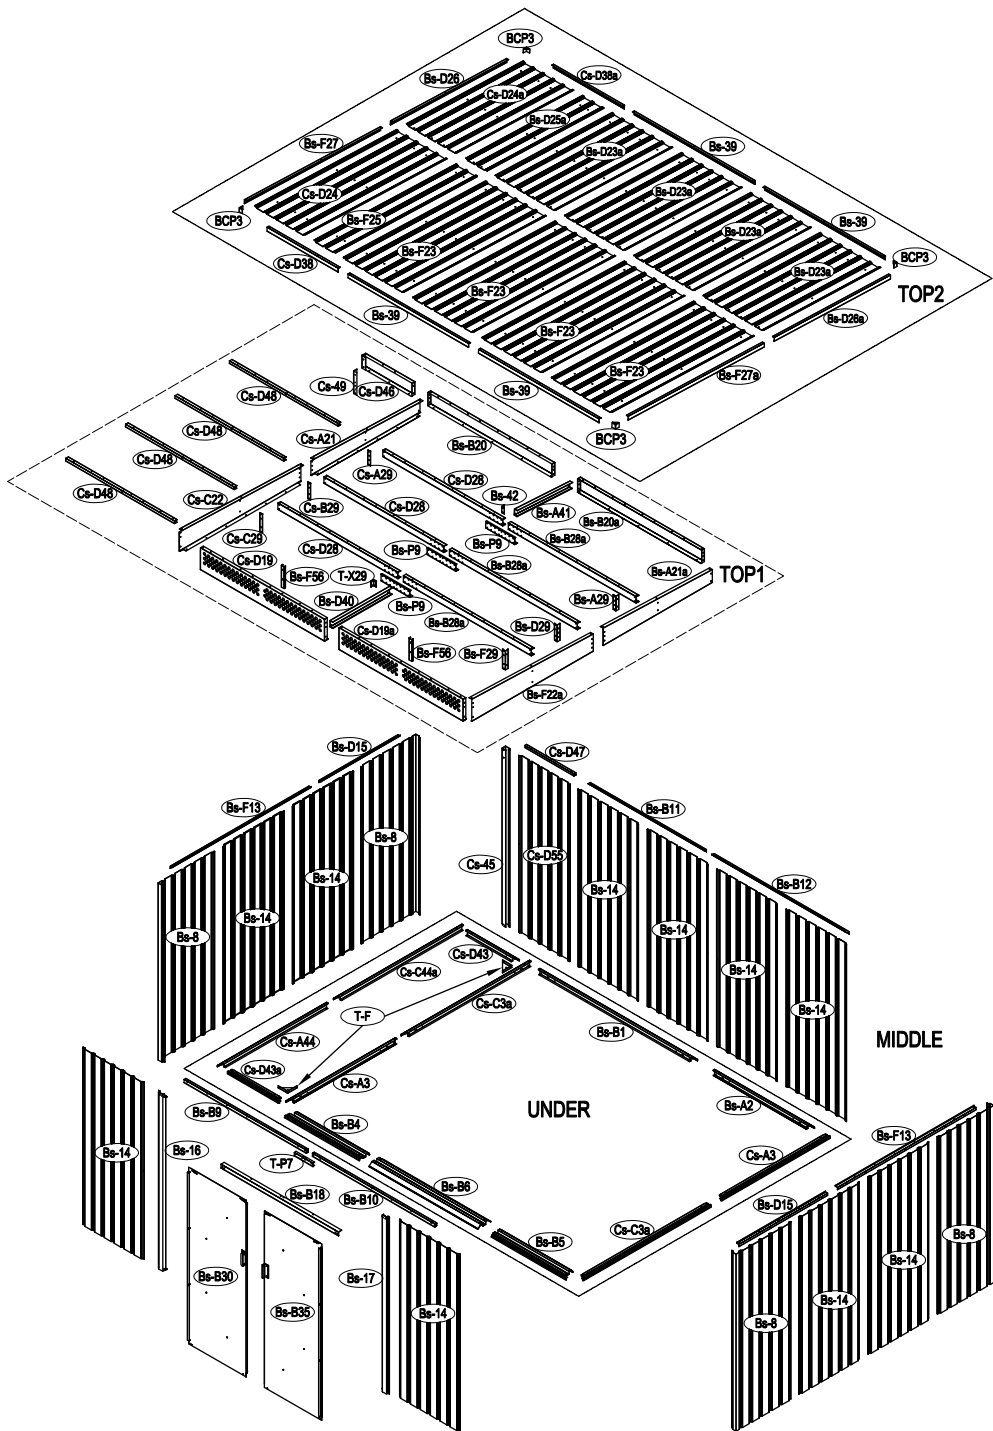 BCP3
Cs-D38a
Bs-D26
Cs-D24a
Bs-D25a
Bs-39
Bs-F27
Bs-D23a
Cs-D24
Bs-D23a
Bs-39
BCP3
Bs-F25
Bs-D23a
Bs-F23
BCP3
Cs-D38
Bs-D23a
Bs-F23
TOP2
Bs-39
Bs-D26a
Bs-F23
Bs-F23
Bs-F27a
Bs-39
BCP3
Cs-49
Cs-D46
Cs-D48
Cs-D48
Cs-A21
Bs-B20
Cs-D48
Cs-A29
Cs-D28
Cs-D48
Cs-C22
Bs-42
Cs-B29
Cs-D28
Bs-A41
Bs-B20a
Cs-C29
Bs-P9
Bs-B28a
Cs-D19
Cs-D28
Bs-P9
Bs-B28a
Bs-A21a
TOP1
Bs-F56
T-X29
Bs-A29
Bs-D40
Bs-P9
Bs-B28a
Bs-D29
Cs-D19a
Bs-F56
Bs-F29
Bs-F22a
Bs-D15
Cs-D47
Bs-F13
Bs-B11
Bs-8
Cs-45
Cs-D55
Bs-14
Bs-14
Bs-B12
Bs-14
Bs-8
Bs-14
Bs-14
Bs-14
Cs-D43
Cs-C44a
Cs-C3a
T-F
Bs-B1
MIDDLE
Cs-A44
Cs-D43a
Cs-A3
UNDER
Bs-A2
Bs-B9
Bs-B4
Bs-F13
Bs-14
Bs-16
T-P7
Cs-A3
Bs-B18
Bs-B10
Bs-B6
Bs-D15
Bs-8
Bs-B5
Cs-C3a
Bs-14
Bs-B30
Bs-17
Bs-14
Bs-B35
Bs-14
Bs-8